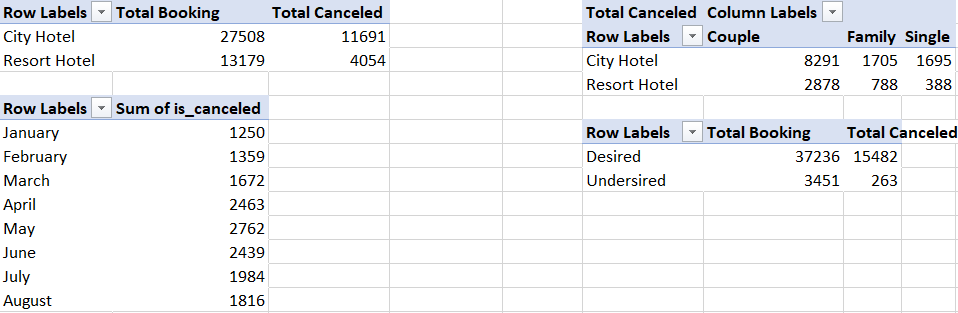 Row Labels Total Booking Total Canceled
City Hotel 27508 11691
Resort Hotel 13179 4054
Row Labels Sum of is_canceled
January 1250
February 1359
March 1672
April 2463
May 2762
June 2439
July 1984
August 1816
Total Canceled Column Labels
Row Labels Couple Family Single
City Hotel 8291 1705 1695
Resort Hotel 2878 788 388
Row Labels Total Booking Total Canceled
Desired 37236 15482
Undersired 3451 263